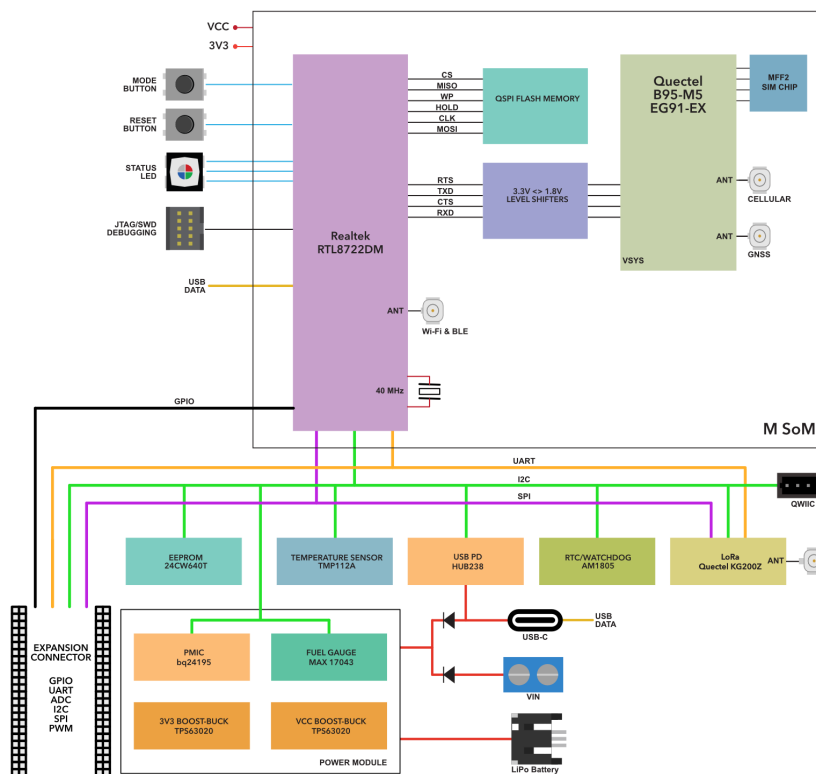 VCC
3V3
MODE
BUTTON
RESET
BUTTON
STATUS
LED
JTAG/SWD
DEBUGGING
USB
DATA
Realtek
RTL8722DM
CS
MISO
WP
HOLD
CLK
MOSI
QSPI FLASH MEMORY
RTS
TXD
CTS
RXD
3.3V <> 1.8V
LEVEL SHIFTERS
Quectel
B95-M5
EG91-EX
MFF2
SIM CHIP
ANT
CELLULAR
ANT
GNSS
VSYS
ANT
Wi-Fi & BLE
40 MHz
GPIO
M SoM
UART
I2C
SPI
QWIIC
EEPROM
24CW640T
TEMPERATURE SENSOR
TMP112A
USB PD
HUB238
RTC/WATCHDOG
AM1805
LoRa
Quectel KG200Z
ANT
EXPANSION
CONNECTOR
GPIO
UART
ADC
I2C
SPI
PWM
PMIC
bq24195
FUEL GAUGE
MAX 17043
3V3 BOOST-BUCK
TPS63020
VCC BOOST-BUCK
TPS63020
POWER MODULE
USB-C
USB
DATA
VIN
LiPo Battery